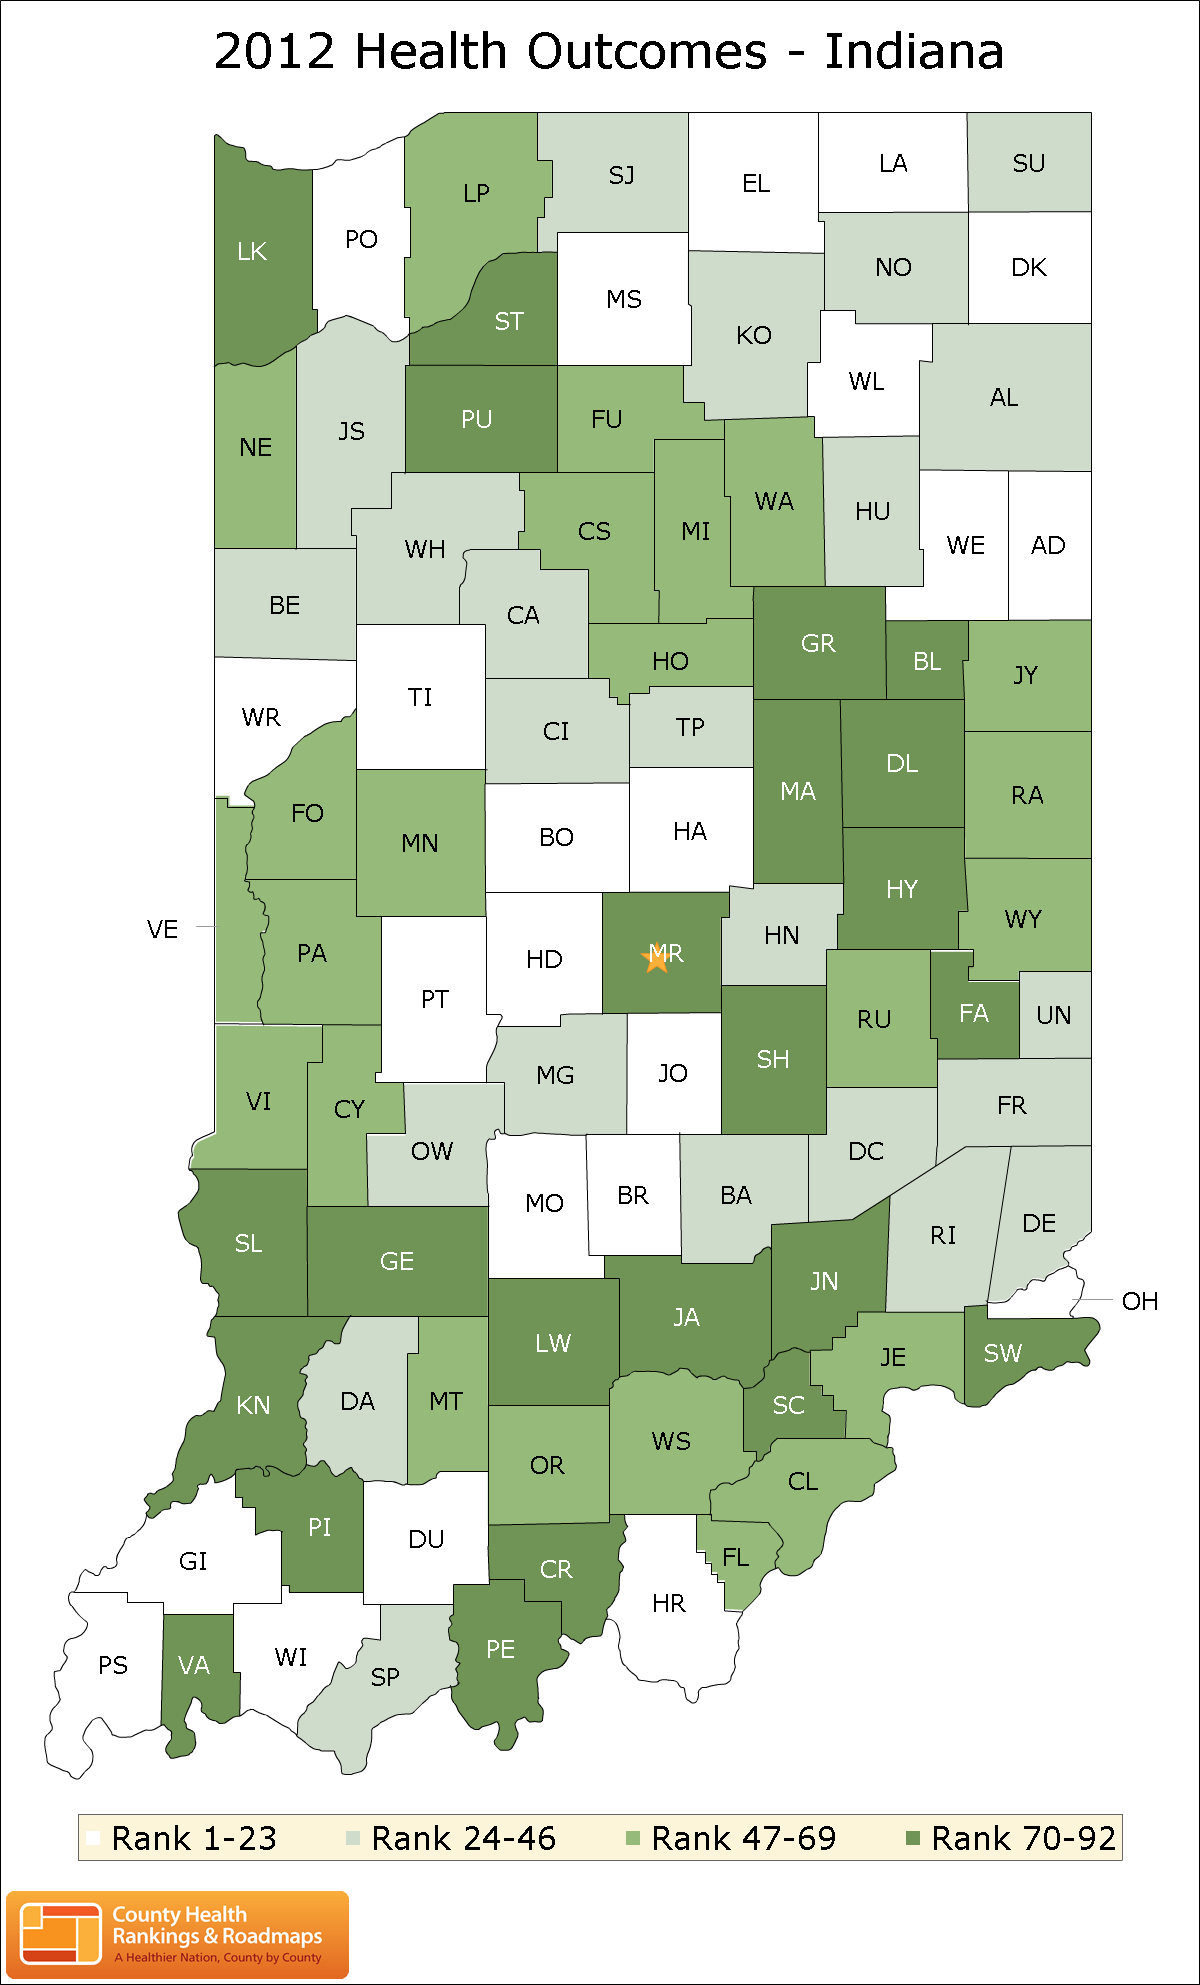 2012 Health Outcomes - Indiana
LK
PO
LP
SJ
EL
LA
SU
ST
MS
KO
NO
DK
NE
JS
PU
FU
WL
AL
WH
CS
MI
WA
HU
WE
AD
BE
CA
HO
GR
BL
JY
WR
TI
CI
TP
FO
MN
BO
HA
MA
DL
RA
VE
PA
PT
HD
MR
HN
HY
WY
VI
CY
OW
MG
JO
SH
RU
FA
UN
SL
GE
MO
BR
BA
DC
FR
RI
DE
OH
KN
DA
MT
LW
JA
JN
JE
SW
SC
OR
WS
CL
GI
PI
DU
CR
HR
FL
PS
VA
WI
SP
PE
Rank 1-23 Rank 24-46 Rank 47-69 Rank 70-92
County Health
Rankings & Roadmaps
A Healthier Nation, County by County